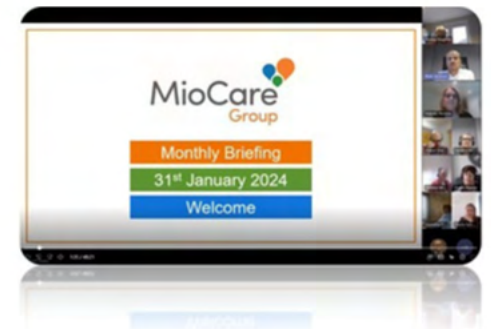 MioCare
Group
Monthly Briefing
31st January 2024
Welcome